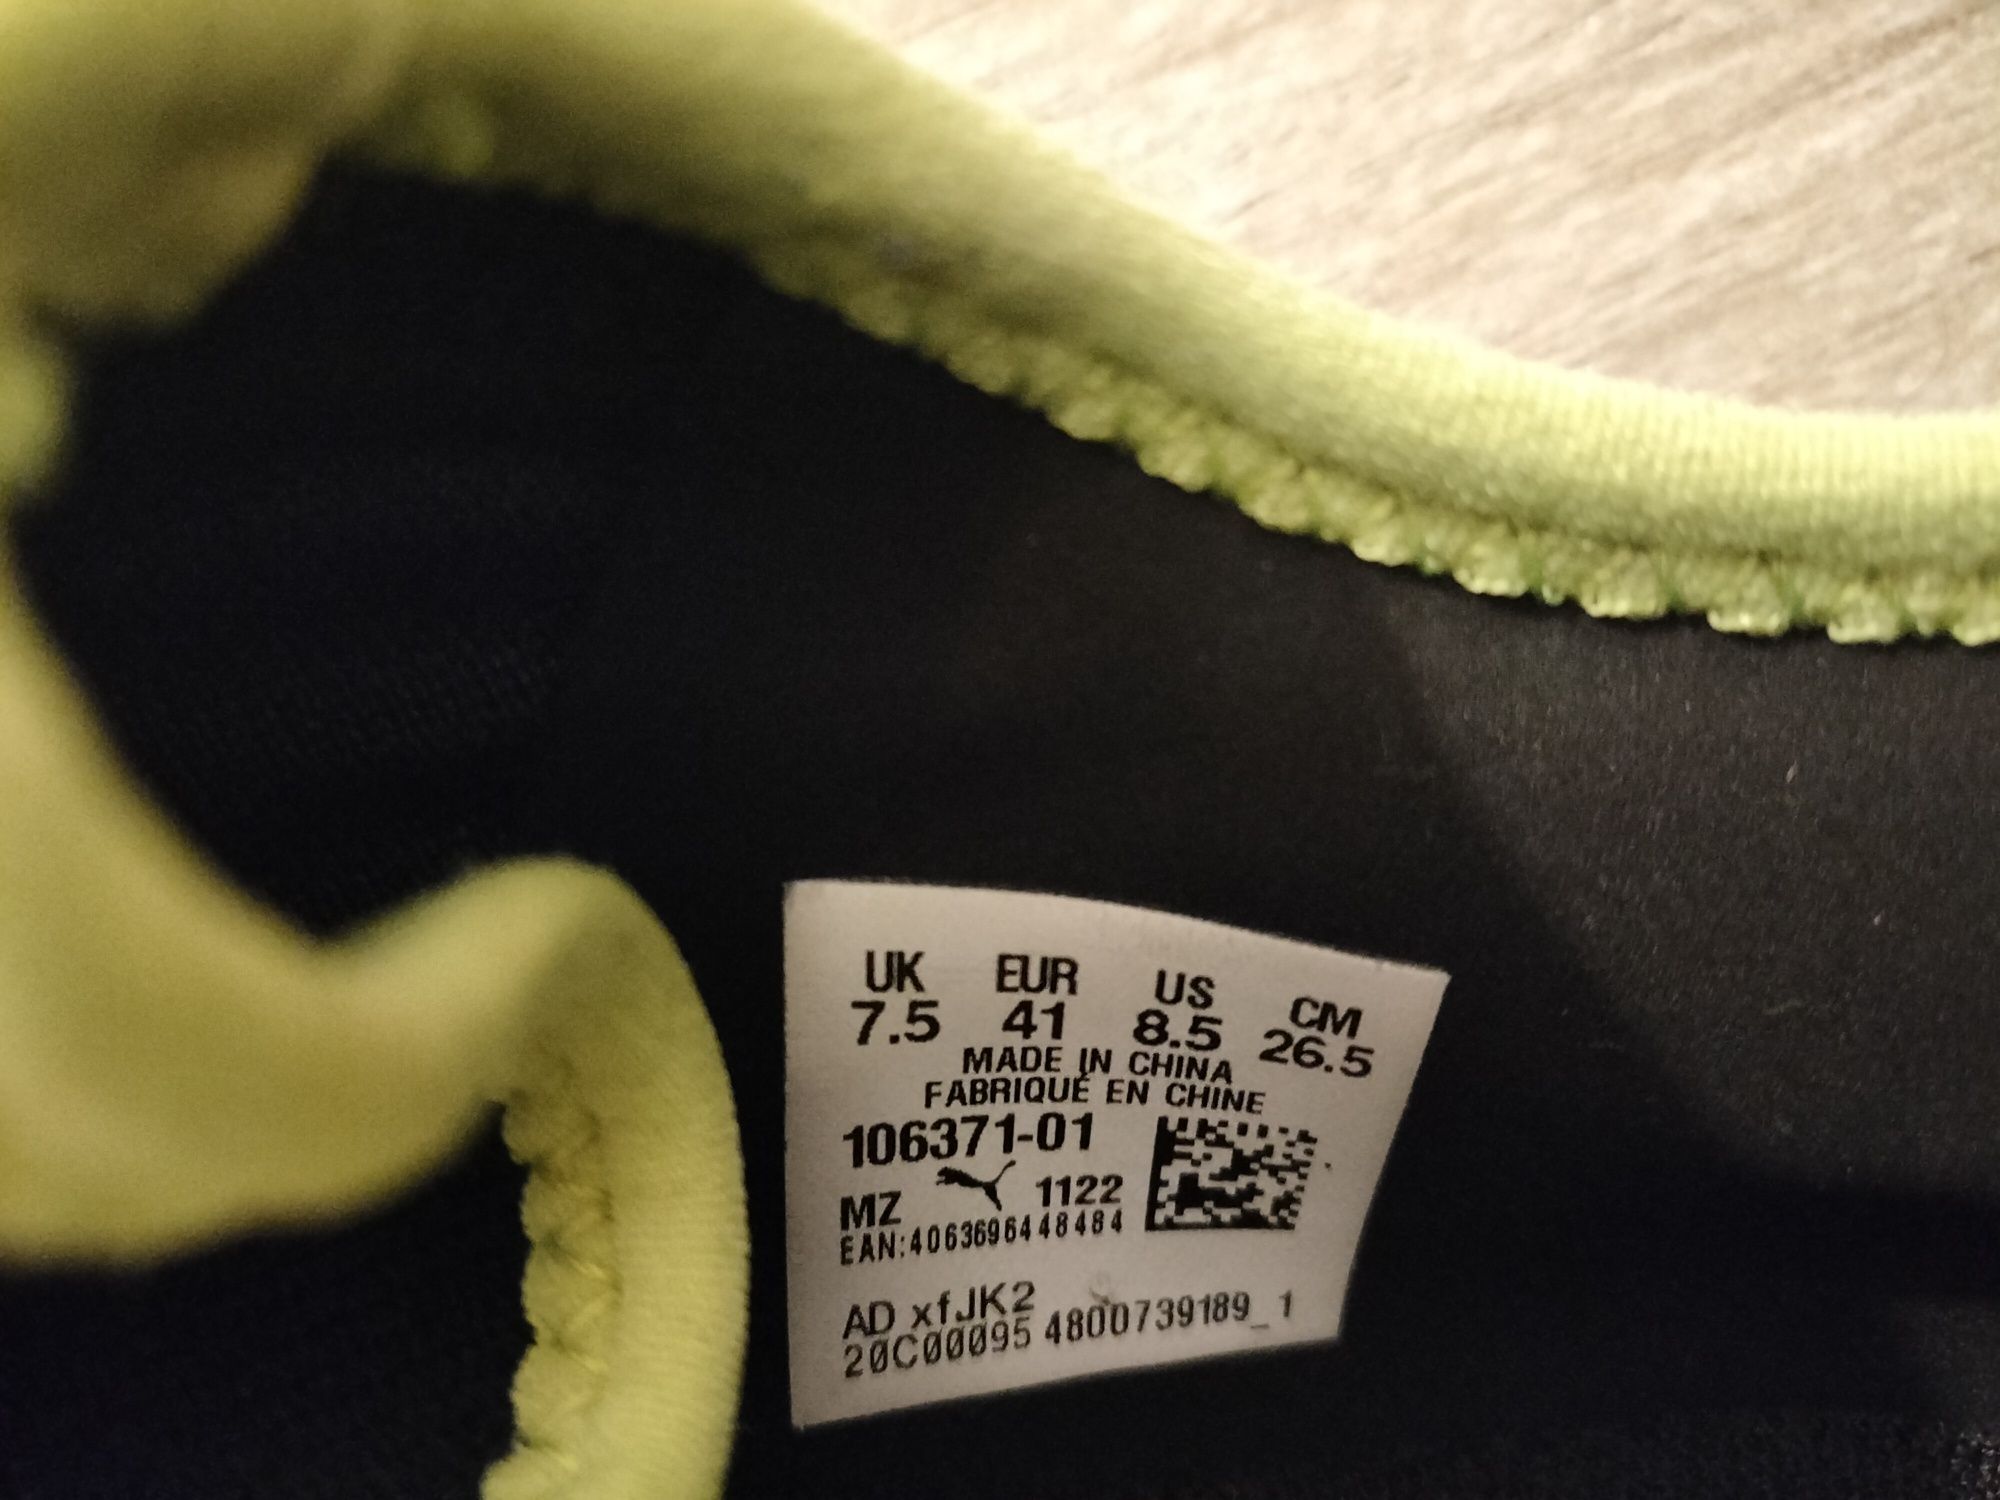 UK EUR US CM
7.5 41 8.5 26.5
MADE IN CHINA
FABRIQUÉ EN CHINE
106371-01
MZ 1122
EAN:4063696448484
AD xfJK2
20C00095 4800739189_1